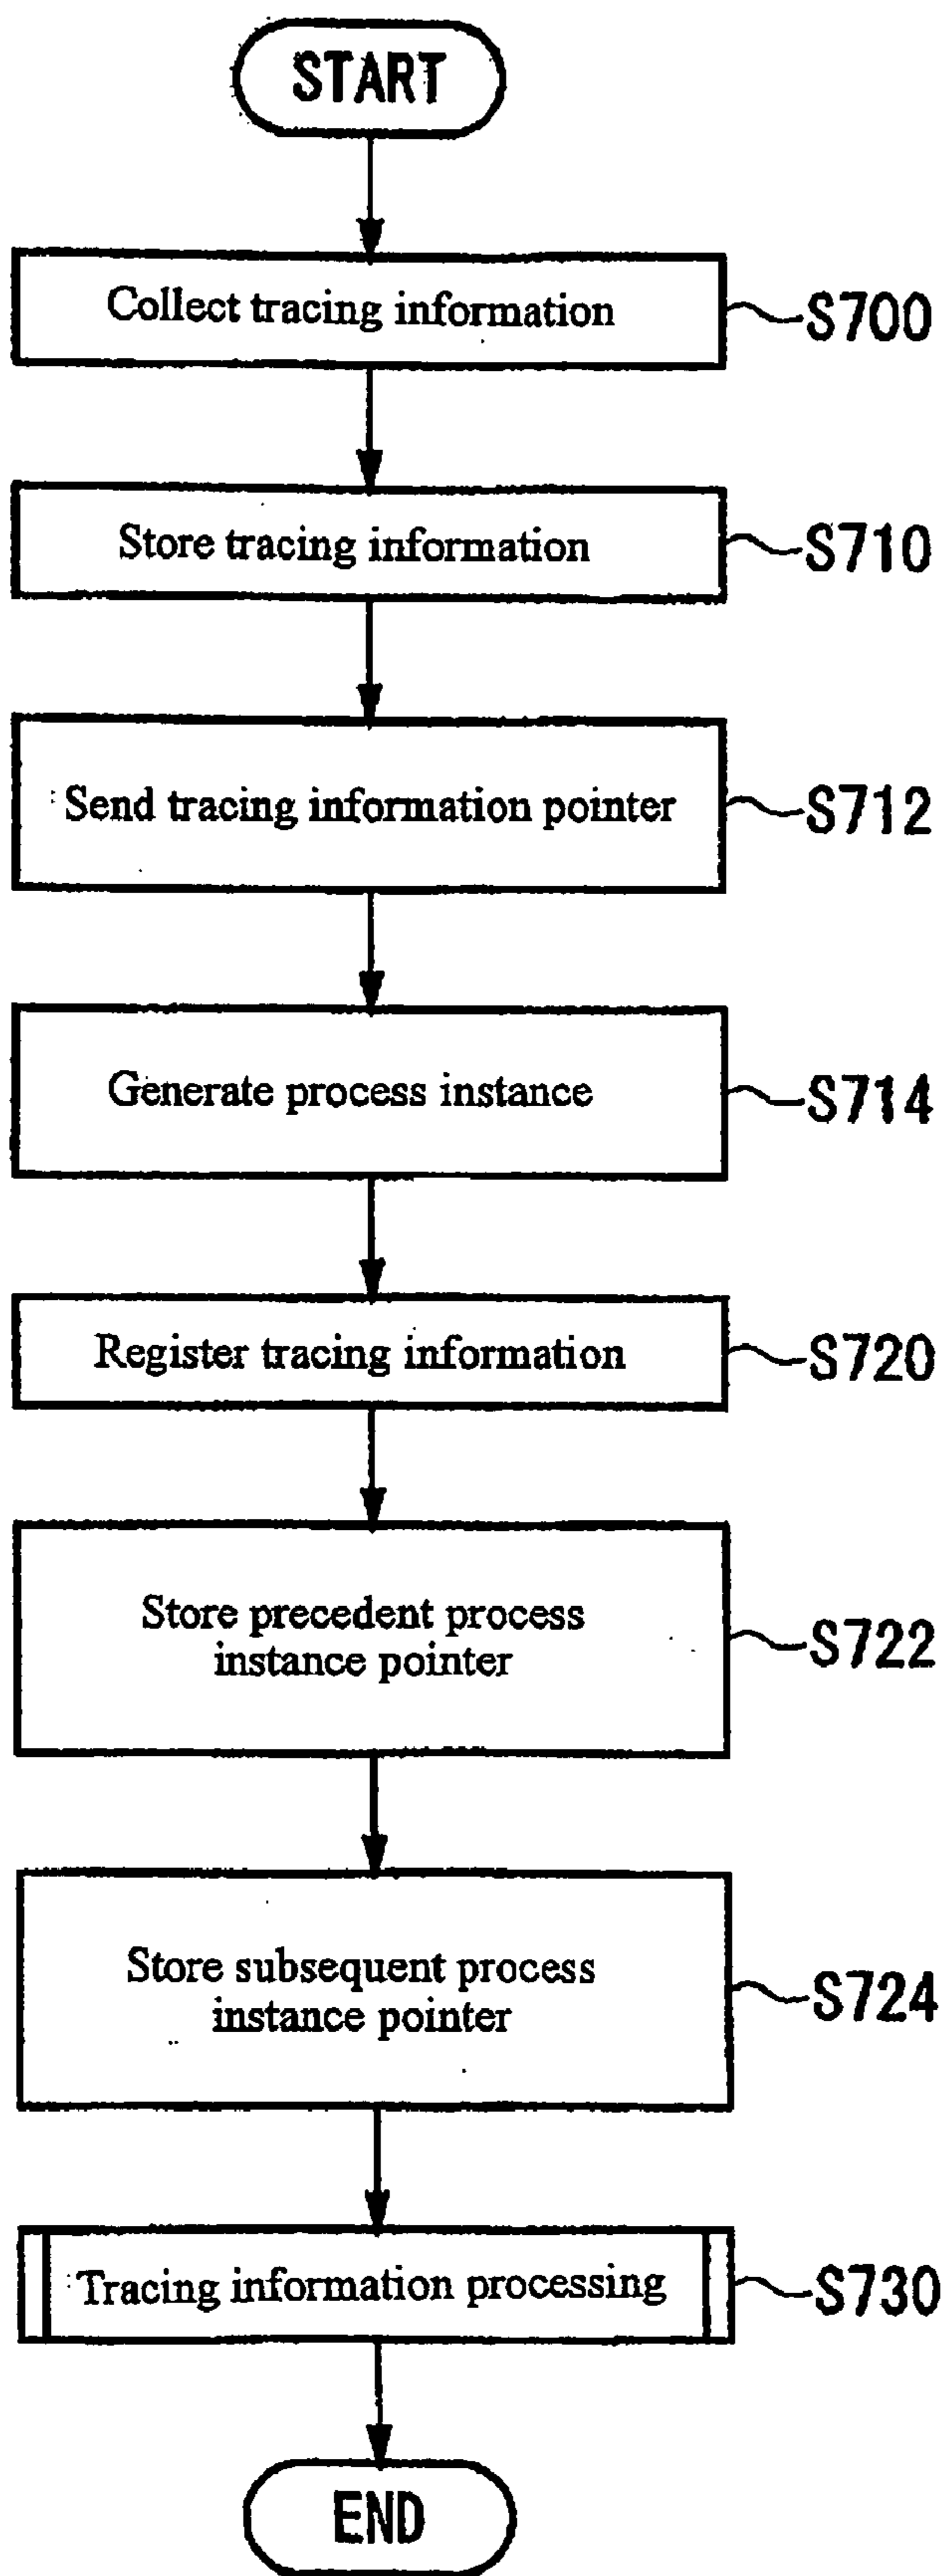 START
Collect tracing information
S700
Store tracing information
S710
Send tracing information pointer
S712
Generate process instance
S714
Register tracing information
S720
Store precedent process
instance pointer
S722
Store subsequent process
instance pointer
S724
Tracing information processing
S730
END